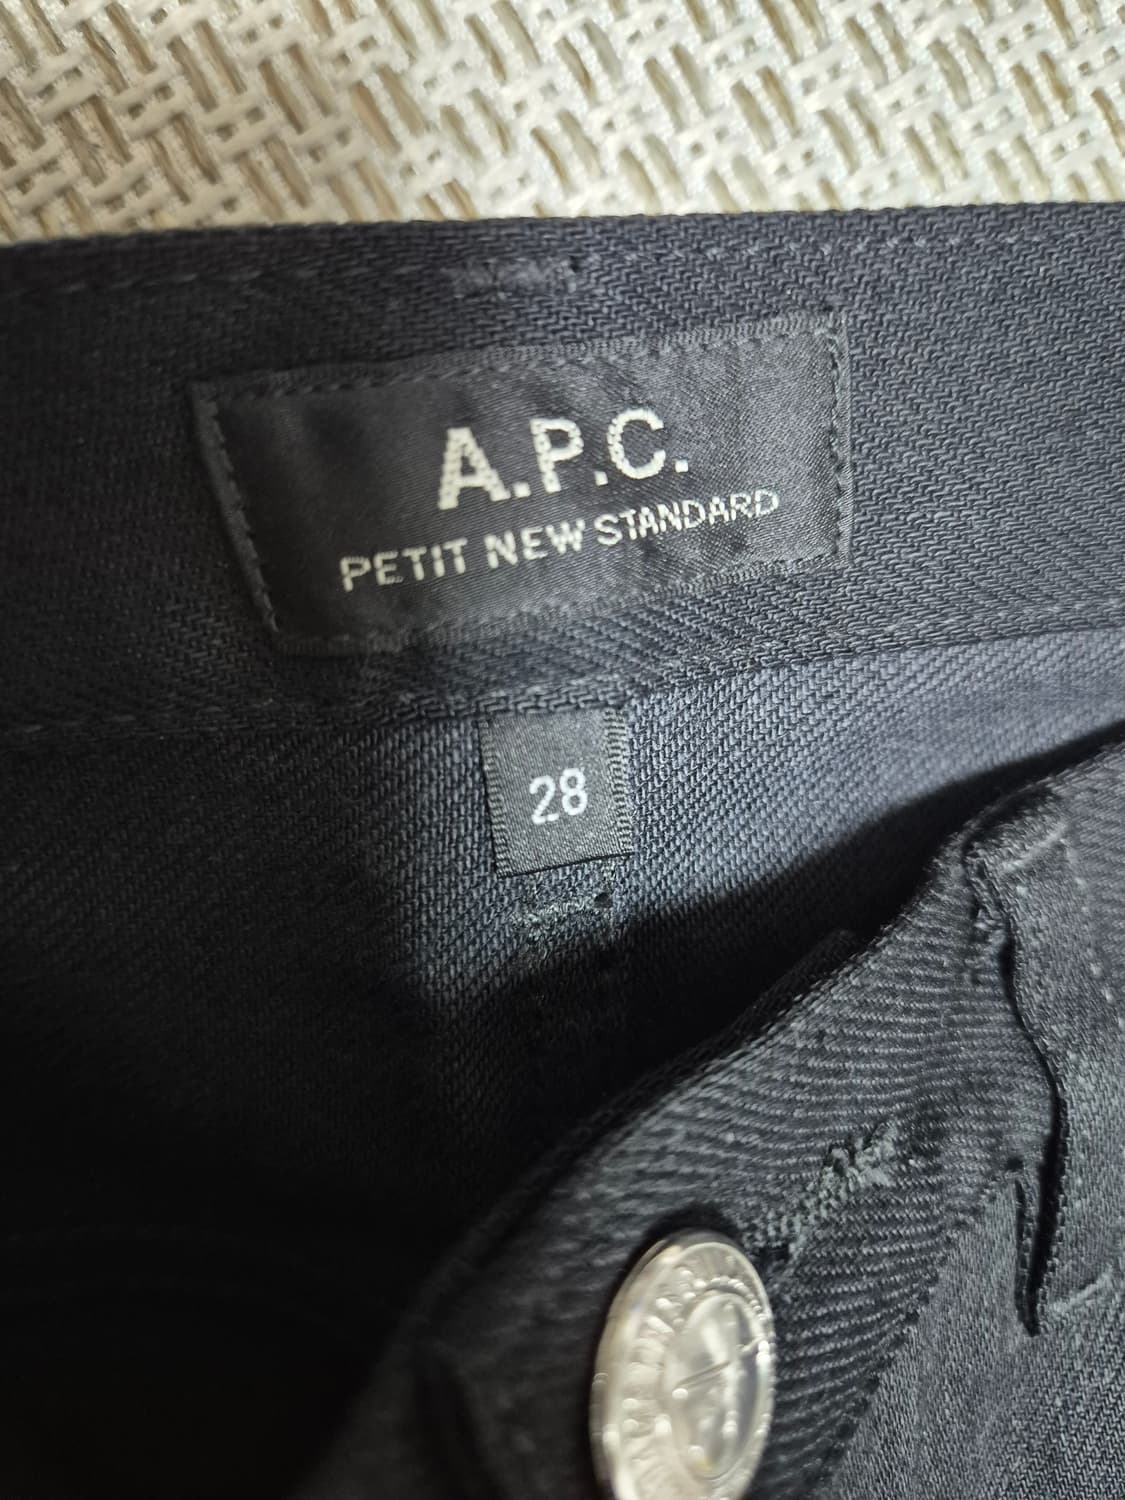 A.P.C.
PETIT NEW STANDARD
28